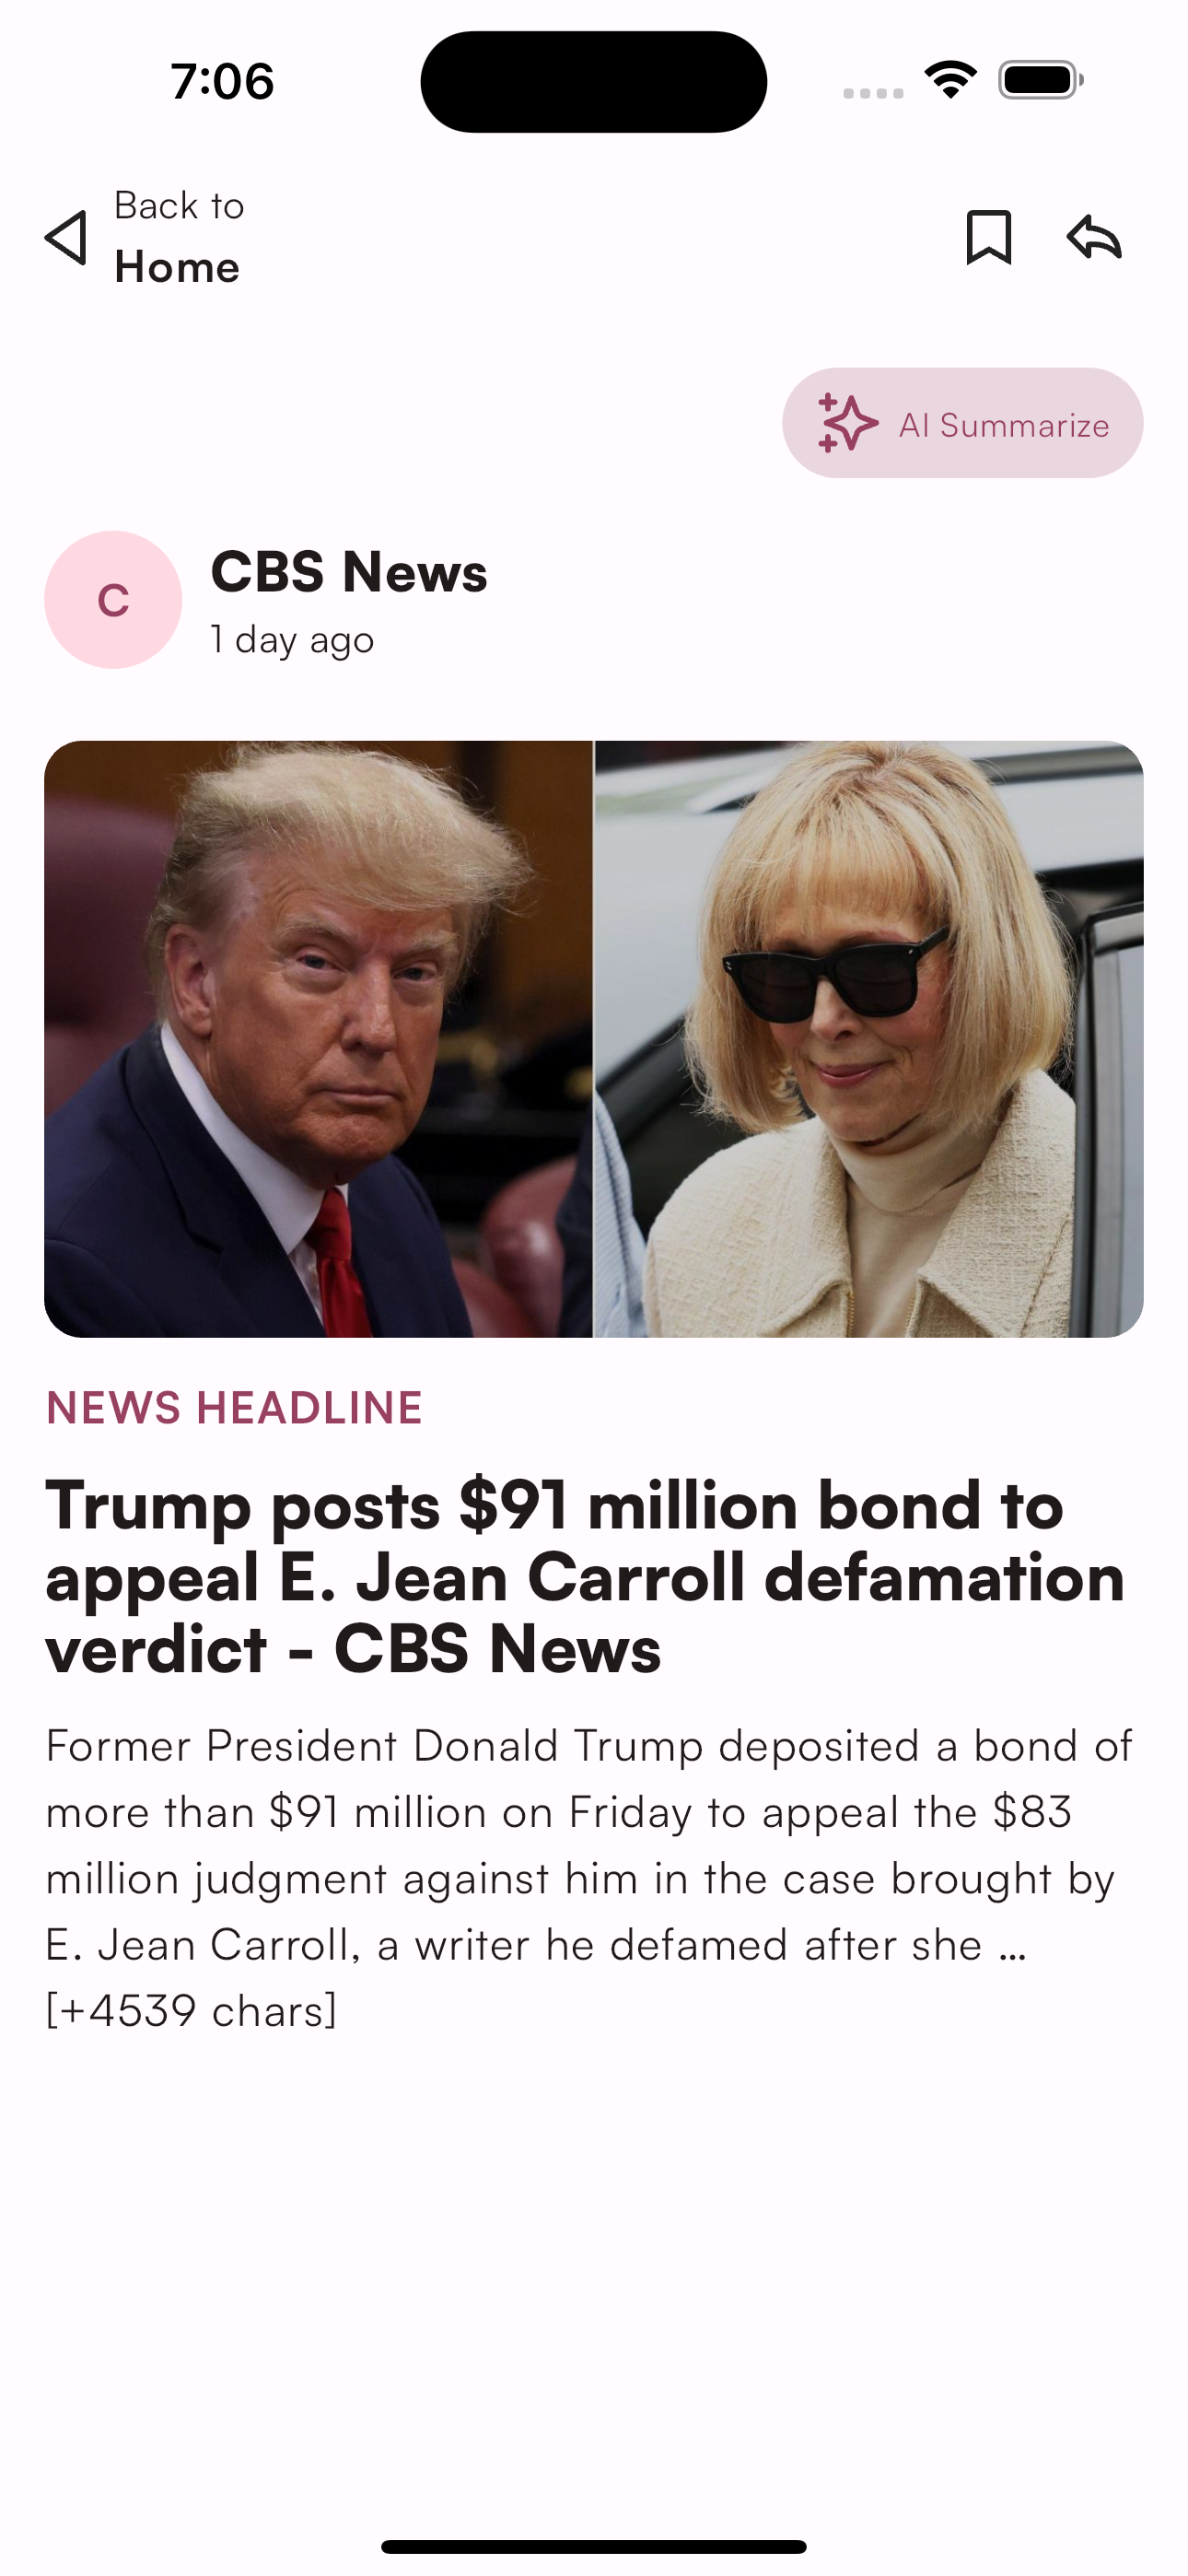 7:06
Back to
Home
AI Summarize
C
CBS News
1 day ago
NEWS HEADLINE
Trump posts $91 million bond to
appeal E. Jean Carroll defamation
verdict - CBS News
Former President Donald Trump deposited a bond of
more than $91 million on Friday to appeal the $83
million judgment against him in the case brought by
E. Jean Carroll, a writer he defamed after she …
[+4539 chars]